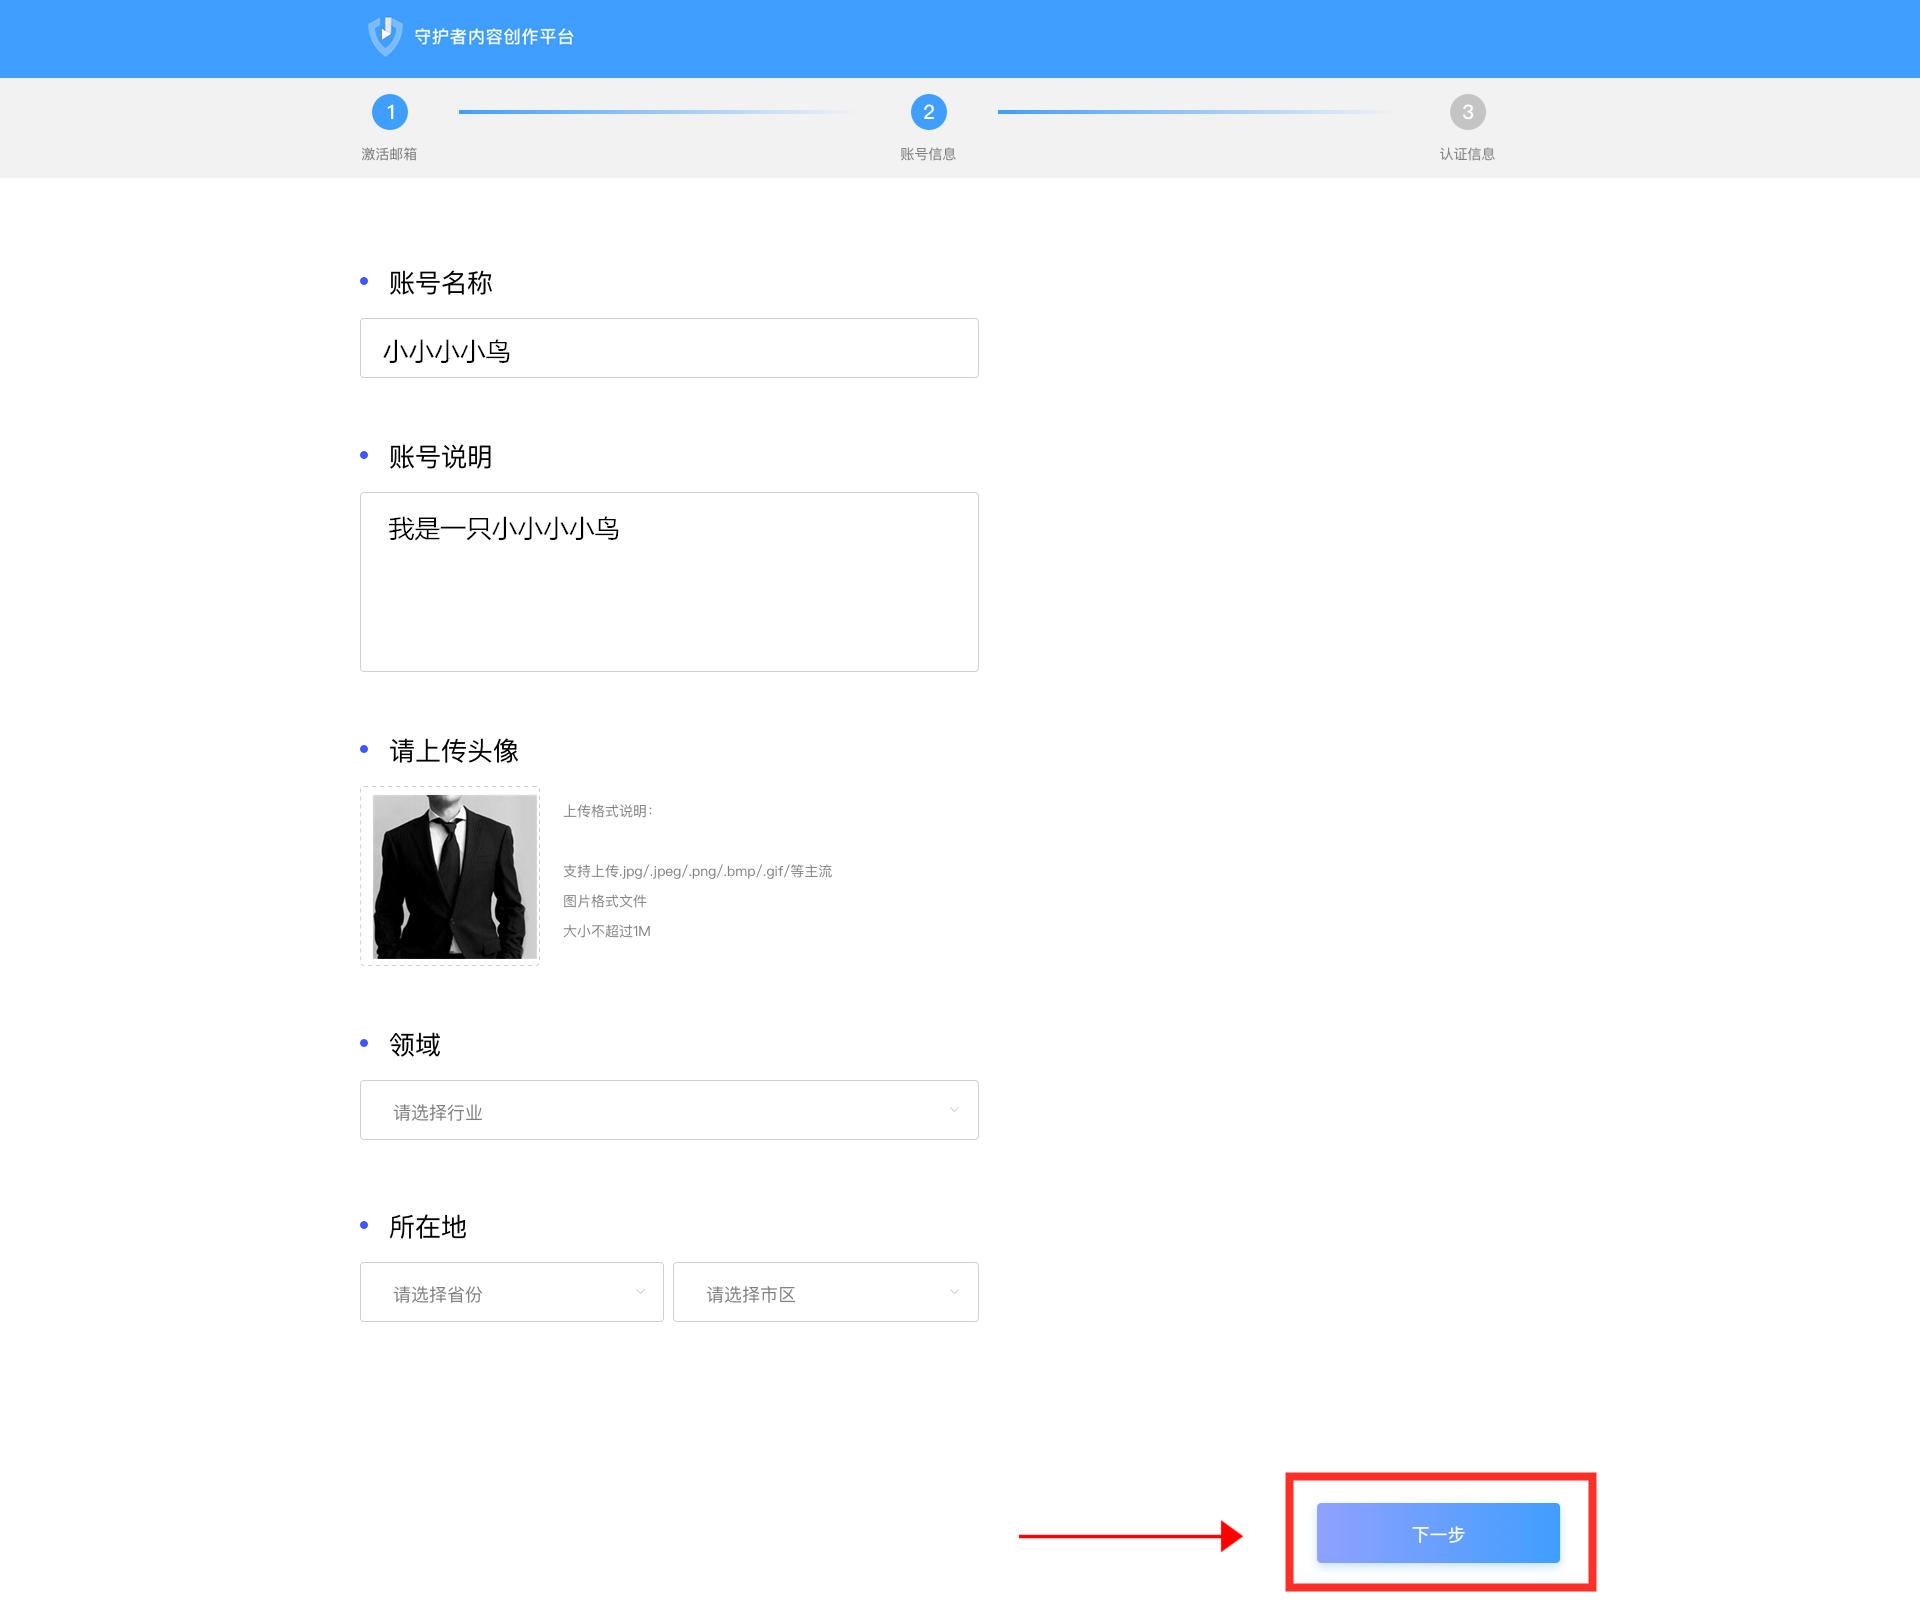 守护者内容创作平台
1
2
3
激活邮箱
账号信息
认证信息
账号名称
小小小小鸟
账号说明
我是一只小小小小鸟
请上传头像
上传格式说明：
支持上传.jpg/.jpeg/.png/.bmp/.gif/等主流
图片格式文件
大小不超过1M
领域
请选择行业
所在地
请选择省份
请选择市区
下一步